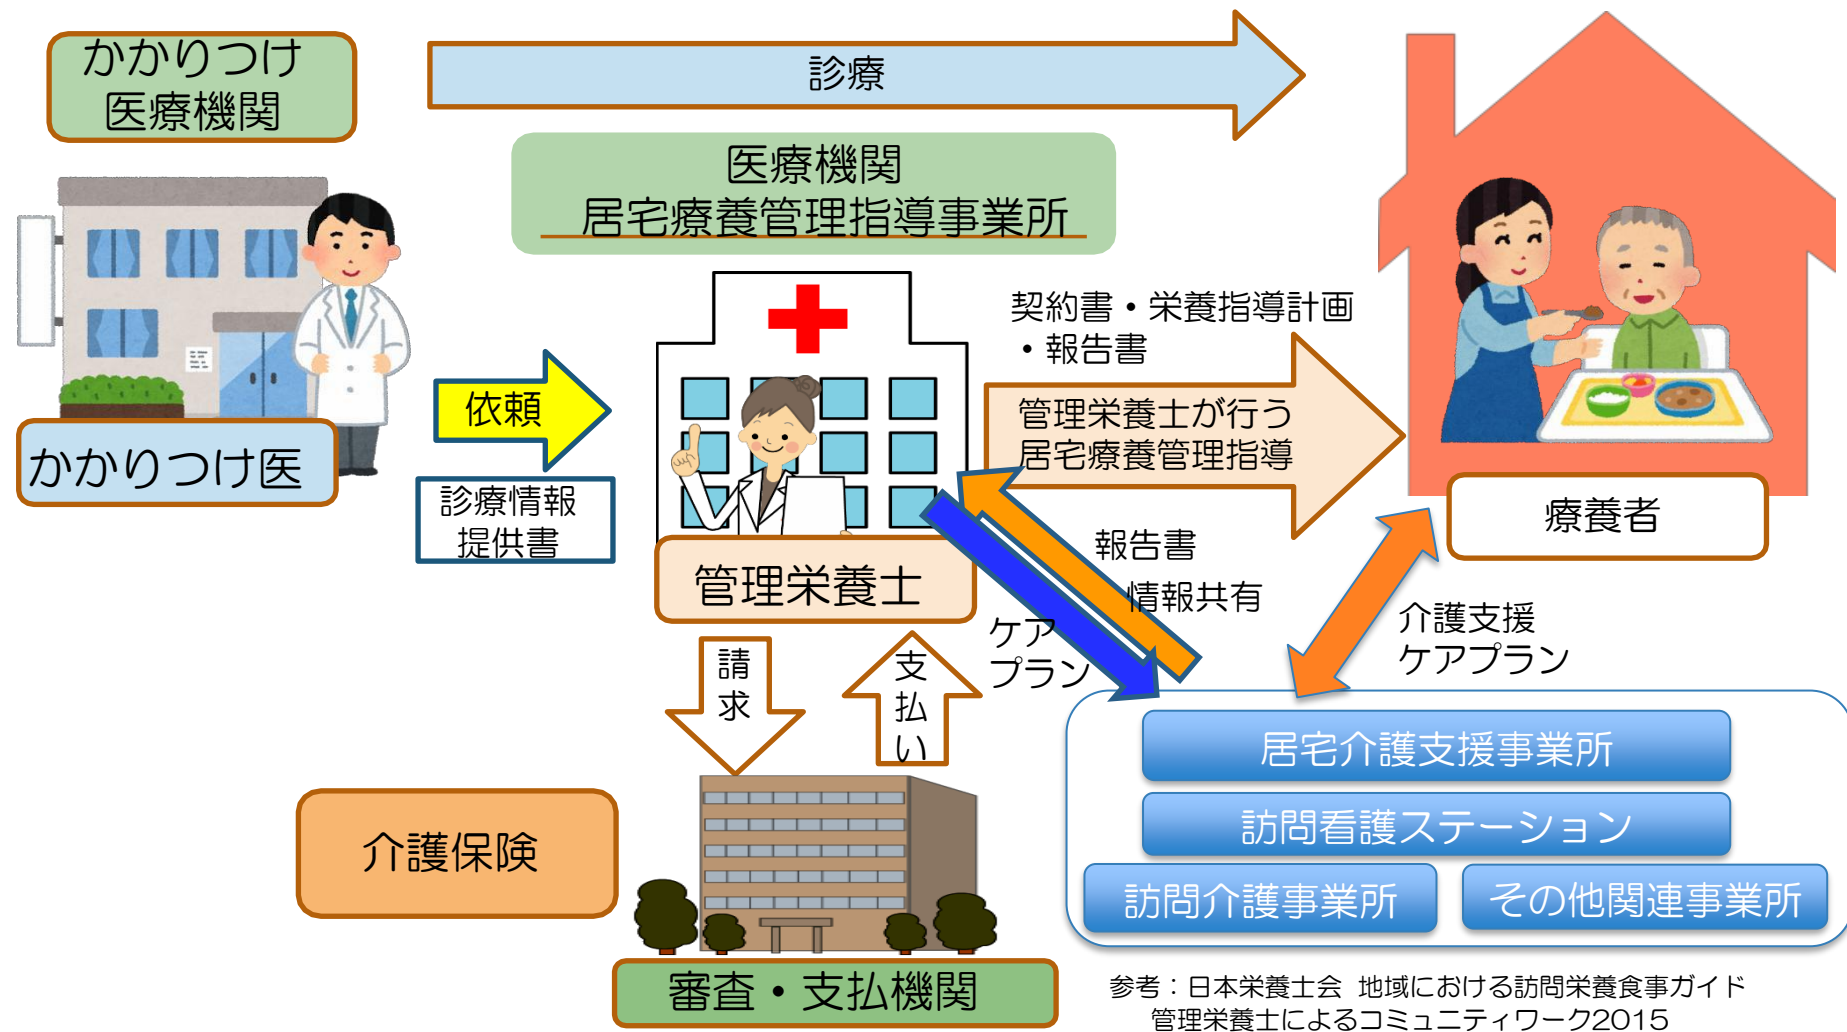 かかりつけ
医療機関
診療
医療機関
居宅療養管理指導事業所
契約書・栄養指導計画
・報告書
依頼
管理栄養士が行う
居宅療養管理指導
かかりつけ医
診療情報
提供書
療養者
報告書
情報共有
管理栄養士
ケア
プラン
介護支援
ケアプラン
請
求
支
払
い
居宅介護支援事業所
訪問看護ステーション
訪問介護事業所
その他関連事業所
介護保険
審査・支払機関
参考：日本栄養士会 地域における訪問栄養食事ガイド
管理栄養士によるコミュニティワーク2015